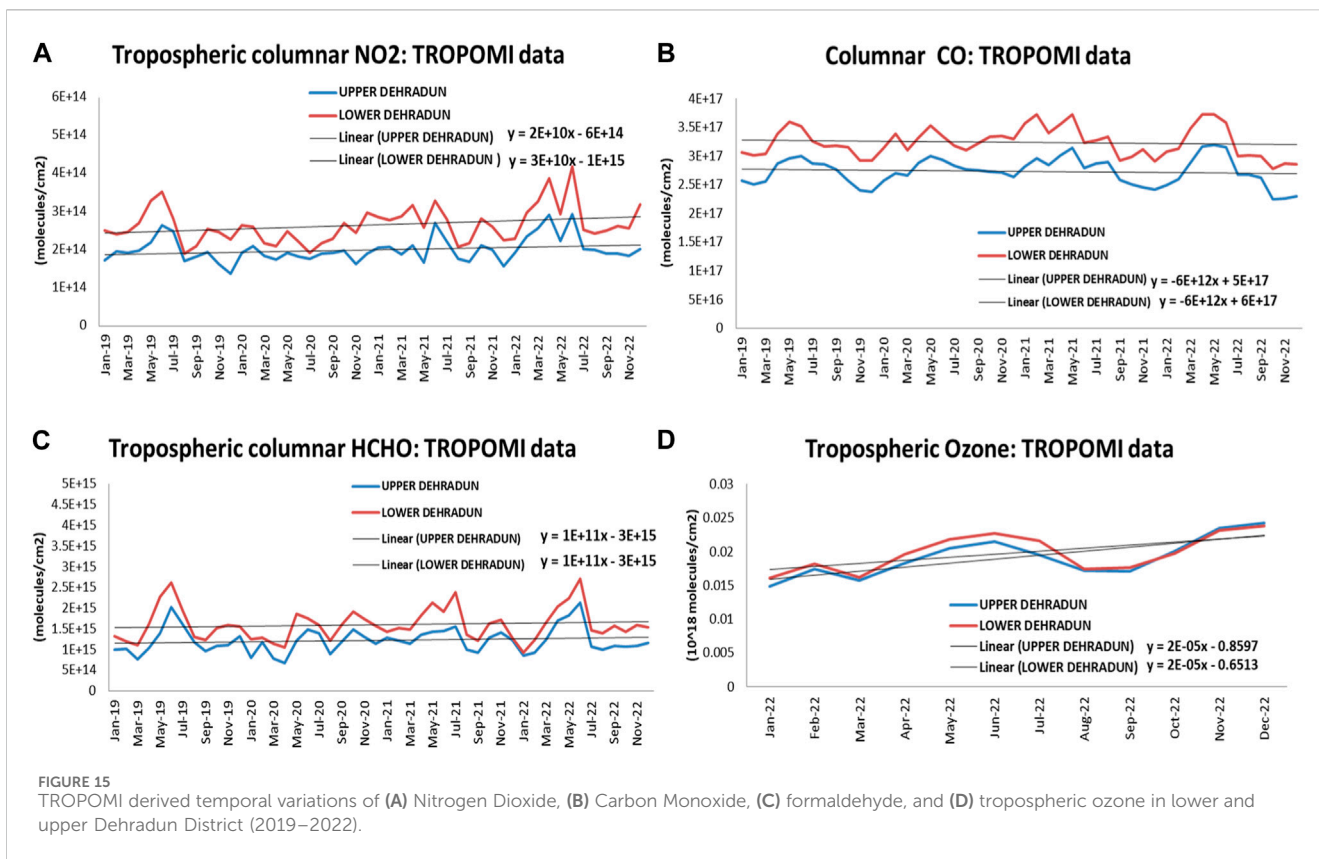 A
Tropospheric columnar NO2: TROPOMI data
UPPER DEHRADUN
LOWER DEHRADUN
Linear (UPPER DEHRADUN) y = 2E+10x - 6E+14
Linear (LOWER DEHRADUN ) y = 3E+10x - 1E+15
(molecules/cm2)
6E+14
5E+14
4E+14
3E+14
2E+14
1E+14
0
Jan-19 Mar-19 May-19 Jul-19 Sep-19 Nov-19 Jan-20 Mar-20 May-20 Jul-20 Sep-20 Nov-20 Jan-21 Mar-21 May-21 Jul-21 Sep-21 Nov-21 Jan-22 Mar-22 May-22 Jul-22 Sep-22 Nov-22
B
Columnar CO: TROPOMI data
(molecules/cm2)
4E+17
3.5E+17
3E+17
2.5E+17
2E+17
1.5E+17
1E+17
5E+16
0
UPPER DEHRADUN
LOWER DEHRADUN
Linear (UPPER DEHRADUN) y = -6E+12x + 5E+17
Linear (LOWER DEHRADUN) y = -6E+12x + 6E+17
Jan-19 Mar-19 May-19 Jul-19 Sep-19 Nov-19 Jan-20 Mar-20 May-20 Jul-20 Sep-20 Nov-20 Jan-21 Mar-21 May-21 Jul-21 Sep-21 Nov-21 Jan-22 Mar-22 May-22 Jul-22 Sep-22 Nov-22
C
Tropospheric columnar HCHO: TROPOMI data
UPPER DEHRADUN
LOWER DEHRADUN
Linear (UPPER DEHRADUN) y = 1E+11x - 3E+15
Linear (LOWER DEHRADUN) y = 1E+11x - 3E+15
(molecules/cm2)
5E+15
4.5E+15
4E+15
3.5E+15
3E+15
2.5E+15
2E+15
1.5E+15
1E+15
5E+14
0
Jan-19 Mar-19 May-19 Jul-19 Sep-19 Nov-19 Jan-20 Mar-20 May-20 Jul-20 Sep-20 Nov-20 Jan-21 Mar-21 May-21 Jul-21 Sep-21 Nov-21 Jan-22 Mar-22 May-22 Jul-22 Sep-22 Nov-22
D
Tropospheric Ozone: TROPOMI data
(10^18 molecules/cm2)
0.03
0.025
0.02
0.015
0.01
0.005
0
UPPER DEHRADUN
LOWER DEHRADUN
Linear (UPPER DEHRADUN) y = 2E-05x - 0.8597
Linear (LOWER DEHRADUN) y = 2E-05x - 0.6513
Jan-22 Feb-22 Mar-22 Apr-22 May-22 Jun-22 Jul-22 Aug-22 Sep-22 Oct-22 Nov-22 Dec-22
FIGURE 15
TROPOMI derived temporal variations of (A) Nitrogen Dioxide, (B) Carbon Monoxide, (C) formaldehyde, and (D) tropospheric ozone in lower and
upper Dehradun District (2019–2022).